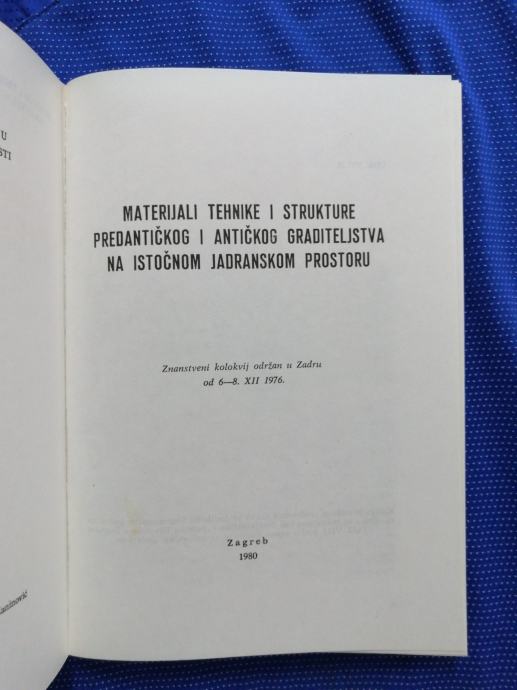 U
STI
MATERIJALI TEHNIKE I STRUKTURE
PREDANTIČKOG I ANTIČKOG GRADITELJSTVA
NA ISTOČNOM JADRANSKOM PROSTORU
Znanstveni kolokvij održan u Zadru
od 6—8. XII 1976.
Zagreb
1980